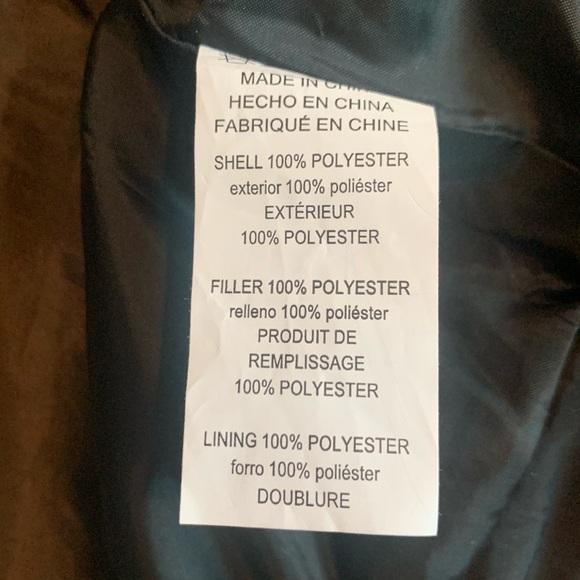 MADE IN
HECHO EN CHINA
FABRIQUÉ EN CHINE
SHELL 100% POLYESTER
exterior 100% poliéster
EXTÉRIEUR
100% POLYESTER
FILLER 100% POLYESTER
relleno 100% poliéster
PRODUIT DE
REMPLISSAGE
100% POLYESTER
LINING 100% POLYESTER
forro 100% poliéster
DOUBLURE